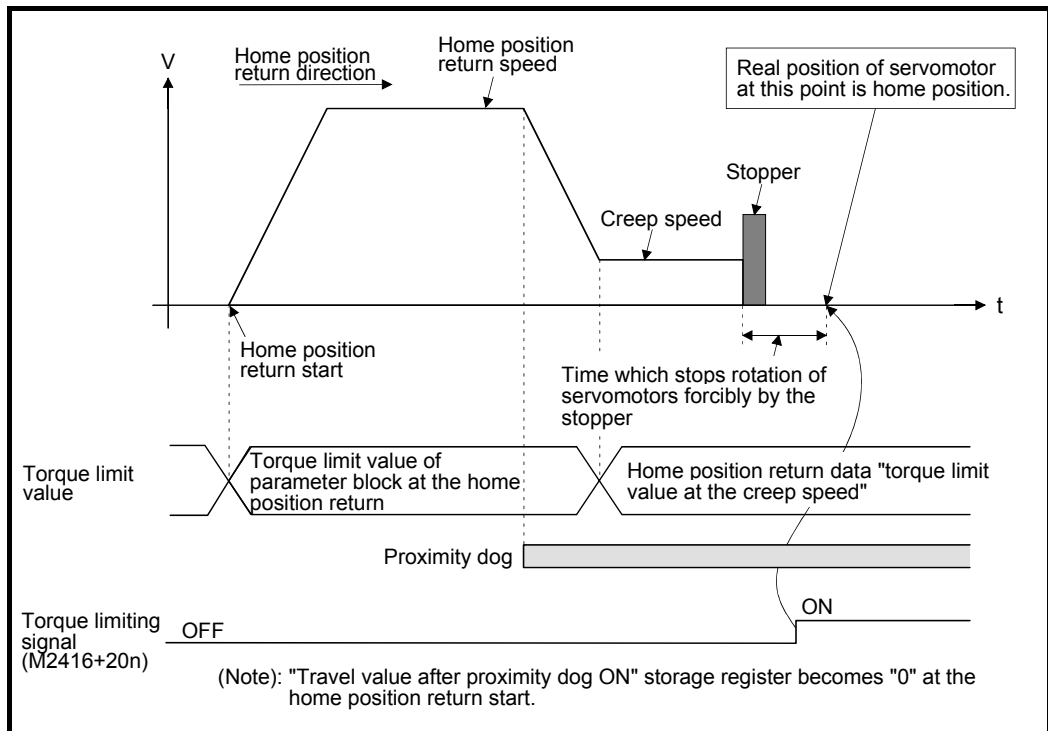 V
Home position
return direction
Home position
return speed
Real position of servomotor
at this point is home position.
Stopper
Creep speed
t
Home position
return start
Time which stops rotation of
servomotors forcibly by the
stopper
Torque limit
value
Torque limit value of
parameter block at the home
position return
Home position return data "torque limit
value at the creep speed"
Proximity dog
Torque limiting
signal
(M2416+20n)
OFF
ON
(Note): "Travel value after proximity dog ON" storage register becomes "0" at the
home position return start.